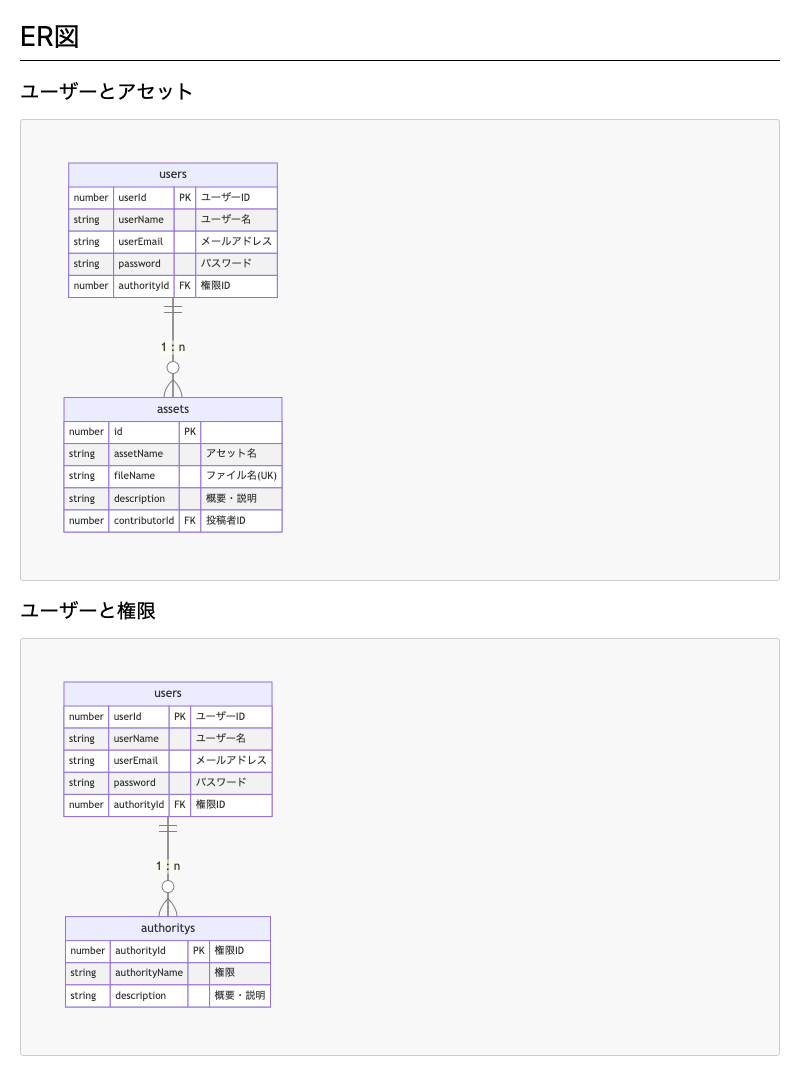 ER図
ユーザーとアセット
users
number userId PK ユーザーID
string userName ユーザー名
string userEmail メールアドレス
string password パスワード
number authorityId FK 権限ID
1 : n
assets
number id PK
string assetName アセット名
string fileName ファイル名(UK)
string description 概要・説明
number contributorId FK 投稿者ID
ユーザーと権限
users
number userId PK ユーザーID
string userName ユーザー名
string userEmail メールアドレス
string password パスワード
number authorityId FK 権限ID
1 : n
authoritys
number authorityId PK 権限ID
string authorityName 権限
string description 概要・説明